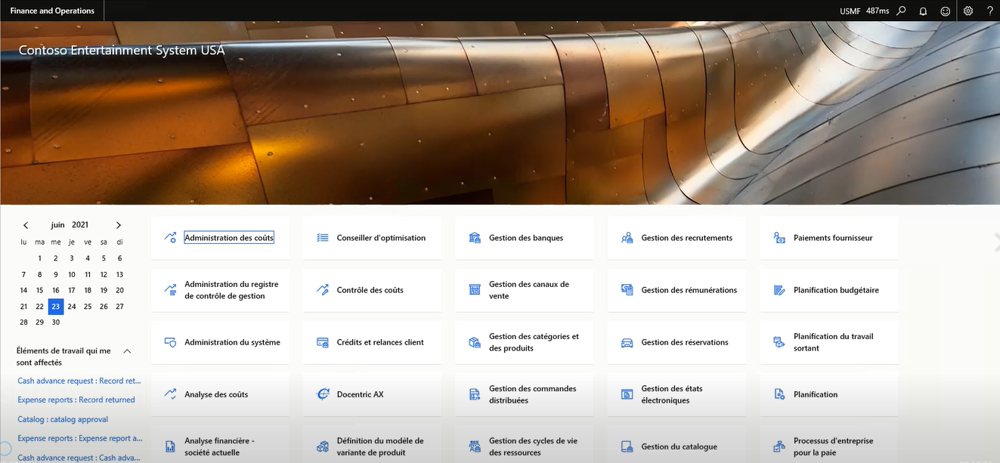 Finance and Operations
USMF 487ms
?
Contoso Entertainment System USA
juin 2021
lu ma me je ve sa di
1 2 3 4 5 6
7 8 9 10 11 12 13
14 15 16 17 18 19 20
21 22 23 24 25 26 27
28 29 30
Éléments de travail qui me
sont affectés
Cash advance request : Record ret...
Expense reports : Record returned
Catalog : catalog approval
Expense reports : Expense report a...
Cash advance request : Cash adva...
Administration des coûts
Administration du registre
de contrôle de gestion
Administration du système
Analyse des coûts
Analyse financière -
société actuelle
Conseiller d'optimisation
Contrôle des coûts
Crédits et relances client
Docentric AX
Définition du modèle de
variante de produit
Gestion des banques
Gestion des canaux de
vente
Gestion des catégories et
des produits
Gestion des commandes
distribuées
Gestion des cycles de vie
des ressources
Gestion des recrutements
Gestion des rémunérations
Gestion des réservations
Gestion des états
électroniques
Gestion du catalogue
Paiements fournisseur
Planification budgétaire
Planification du travail
sortant
Planification
Processus d'entreprise
pour la paie